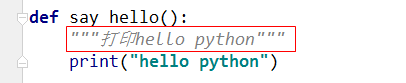 def say hello():
"""打印hello python"""
print("hello python")